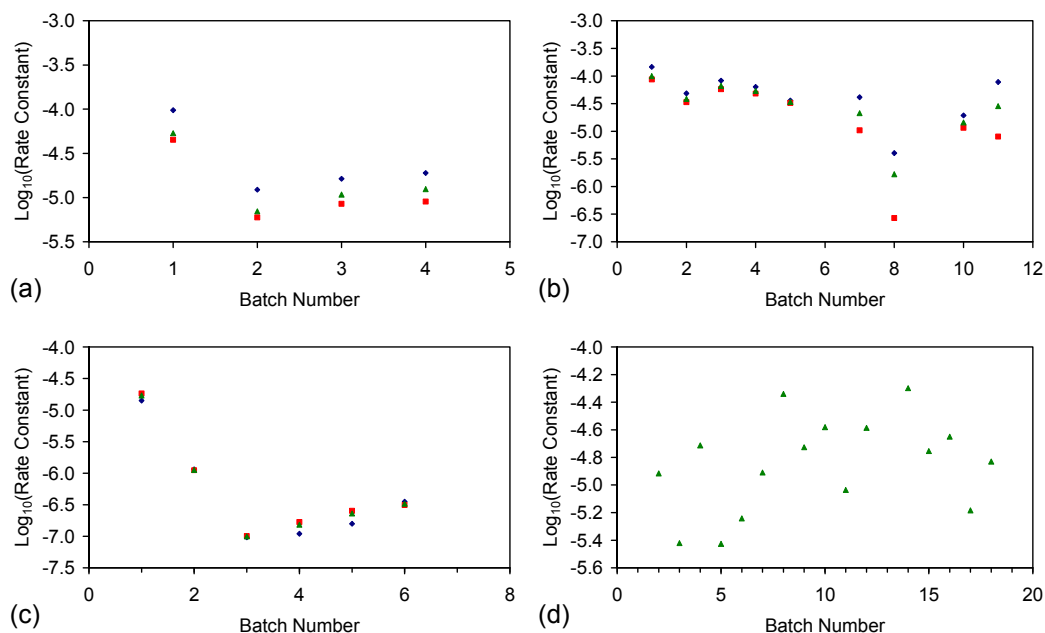 -3.0
-3.5
-4.0
-4.5
-5.0
-5.5
Log10(Rate Constant)
0 1 2 3 4 5
Batch Number
(a)
-3.0
-3.5
-4.0
-4.5
-5.0
-5.5
-6.0
-6.5
-7.0
Log10(Rate Constant)
0 2 4 6 8 10 12
Batch Number
(b)
-4.0
-4.5
-5.0
-5.5
-6.0
-6.5
-7.0
-7.5
Log10(Rate Constant)
0 2 4 6 8
Batch Number
(c)
-4.0
-4.2
-4.4
-4.6
-4.8
-5.0
-5.2
-5.4
-5.6
Log10(Rate Constant)
0 5 10 15 20
Batch Number
(d)